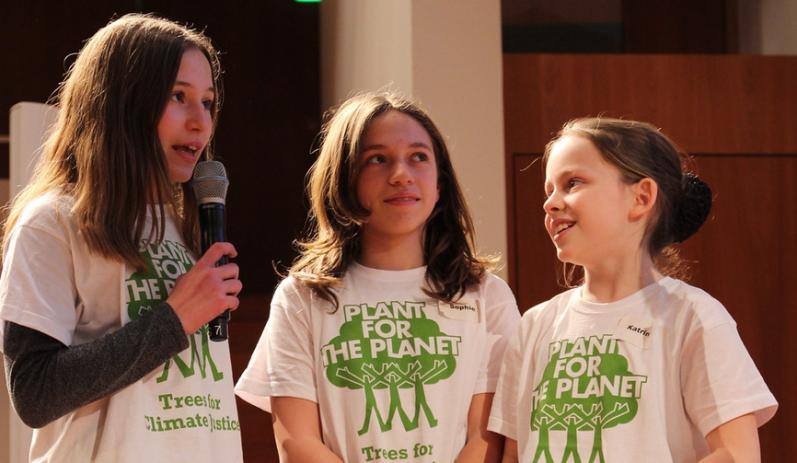 PLANT
FOR
THE PLANET
Trees for
Climate Justice
Sophie
PLANT
FOR
THE PLANET
Trees for
Katrin
PLANT
FOR
THE PLANET